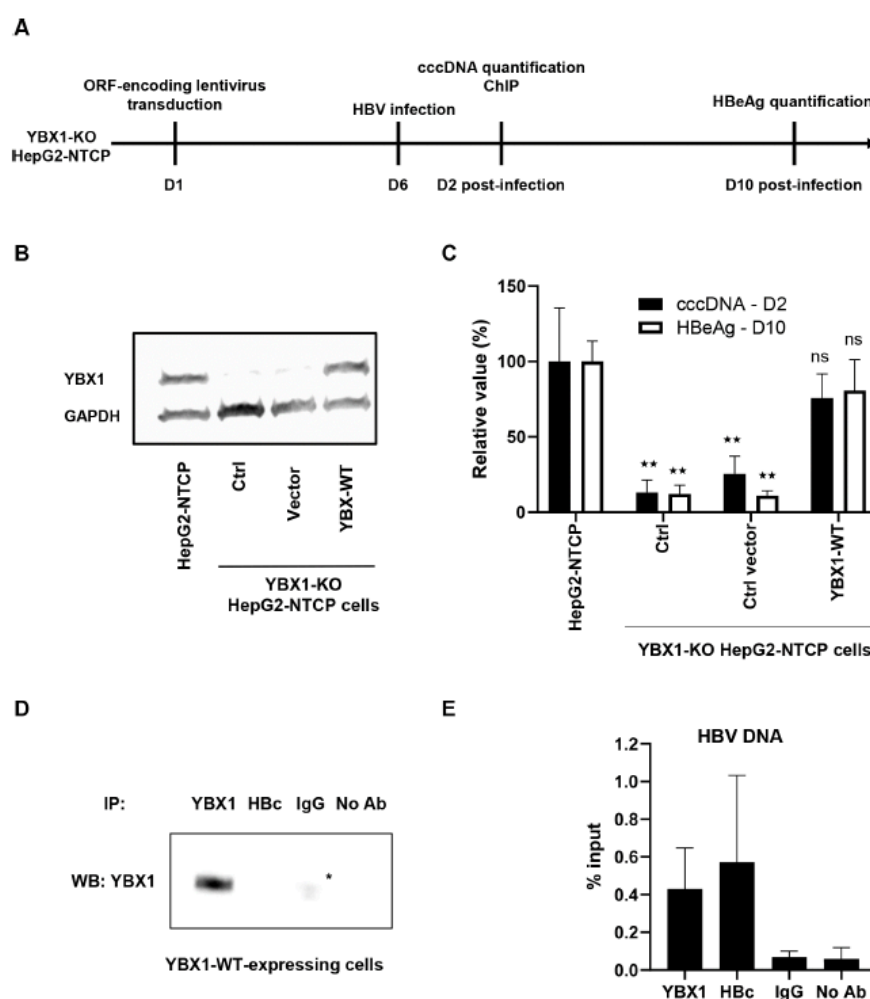 A
ORF-encoding lentivirus
transduction
HBV infection
cccDNA quantification
ChIP
HBeAg quantification
YBX1-KO
HepG2-NTCP
D1
D6
D2 post-infection
D10 post-infection
B
YBX1
GAPDH
HepG2-NTCP
Ctrl
Vector
YBX-WT
YBX1-KO
HepG2-NTCP cells
C
Relative value (%)
150
100
50
0
cccDNA - D2
HBeAg - D10
★★
★★
★★
★★
ns
ns
HepG2-NTCP
Ctrl
Ctrl vector
YBX1-WT
YBX1-KO HepG2-NTCP cells
D
IP: YBX1 HBc IgG No Ab
WB: YBX1
*
YBX1-WT-expressing cells
E
HBV DNA
% input
1.2
1.0
0.8
0.6
0.4
0.2
0.0
YBX1 HBc IgG No Ab